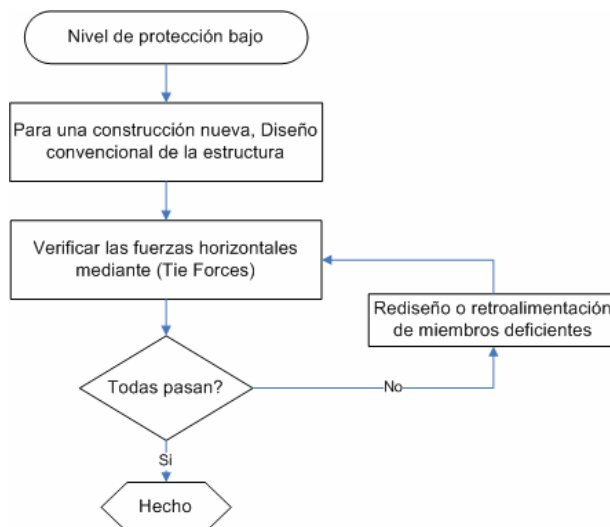 Nivel de protección bajo
Para una construcción nueva, Diseño
convencional de la estructura
Verificar las fuerzas horizontales
mediante (Tie Forces)
Rediseño o retroalimentación
de miembros deficientes
Todas pasan?
No
Si
Hecho